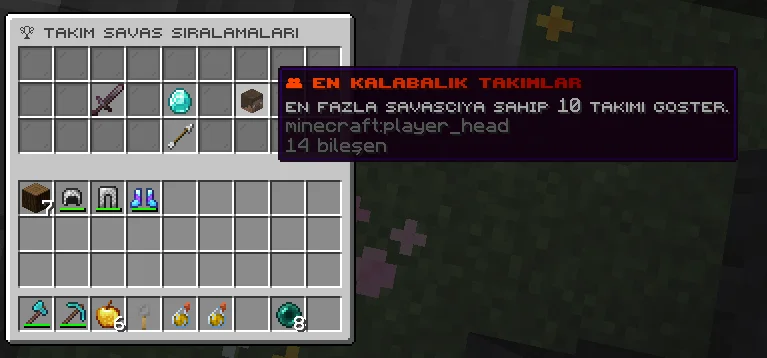 TAKIM SAVAS SIRALAMALARI
EN KALABALIK TAKIMLAR
EN FAZLA SAVASCIYA SAHIP 10 TAKIMI GOSTER.
minecraft:player_head
14 bileşen
7
6
8